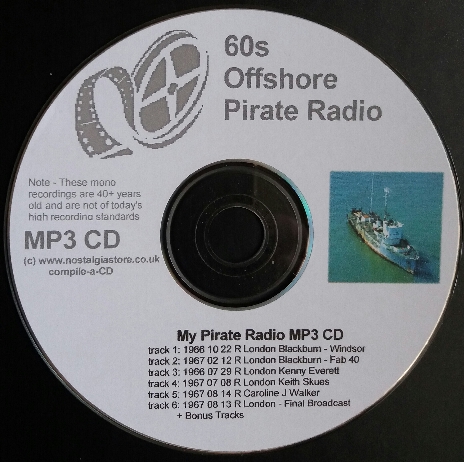 60s
Offshore
Pirate Radio
Note - These mono
recordings are 40+ years
old and are not of today's
high recording standards
MP3 CD
(c) www.nostalgiastore.co.uk
compile-a-CD
My Pirate Radio MP3 CD
track 1: 1966 10 22 R London Blackburn - Windsor
track 2: 1967 02 12 R London Blackburn - Fab 40
track 3: 1966 07 29 R London Kenny Everett
track 4: 1967 07 08 R London Keith Skues
track 5: 1967 08 14 R Caroline J Walker
track 6: 1967 08 13 R London - Final Broadcast
+ Bonus Tracks